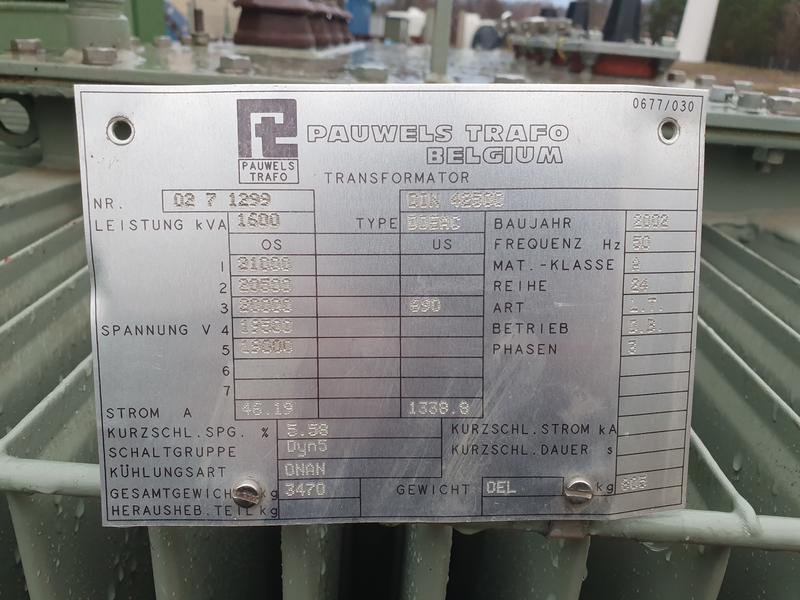 0677/030
PAUWELS TRAFO
BELGIUM
PAUWELS
TRAFO
TRANSFORMATOR
NR. 02 7 1299 DIN 42500
LEISTUNG kVA 1600 TYPE BAUJAHR 2002
OS US FREQUENZ Hz 50
1 21000 MAT.-KLASSE A
2 20500 REIHE 24
3 20000 690 ART L.T.
SPANNUNG V 4 19500 BETRIEB D.B.
5 19000 PHASEN 3
6
7
STROM A 46.19 1338.8
KURZSCHL.SPG. % 5.58 KURZSCHL.STROM kA
SCHALTGRUPPE Dyn5 KURZSCHL.DAUER s
KÜHLUNGSART ONAN
GESAMTGEWICHT kg 3470 GEWICHT OEL kg 805
HERAUSHEB.TEIL kg